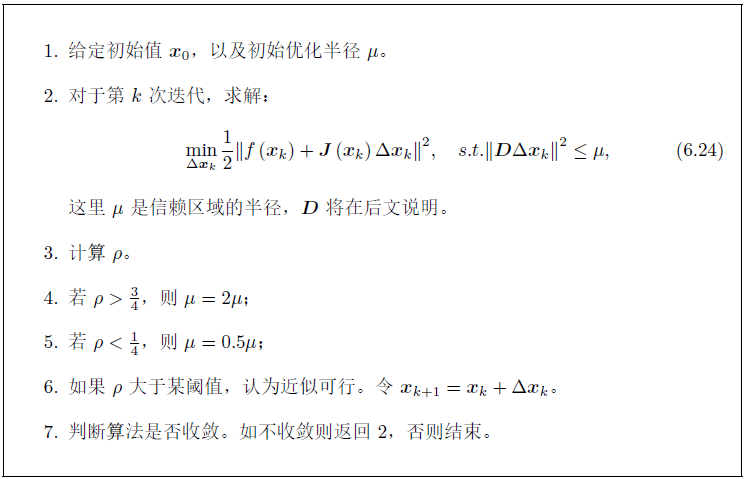 1. 给定初始值 x₀，以及初始优化半径 μ。
2. 对于第 k 次迭代，求解：
min_{Δx_k} \frac{1}{2}‖f (x_k) + J (x_k) Δx_k‖², s.t.‖DΔx_k‖² ≤ μ, (6.24)
这里 μ 是信赖区域的半径，D 将在后文说明。
3. 计算 ρ。
4. 若 ρ > \frac{3}{4}，则 μ = 2μ；
5. 若 ρ < \frac{1}{4}，则 μ = 0.5μ；
6. 如果 ρ 大于某阈值，认为近似可行。令 x_{k+1} = x_k + Δx_k。
7. 判断算法是否收敛。如不收敛则返回 2，否则结束。